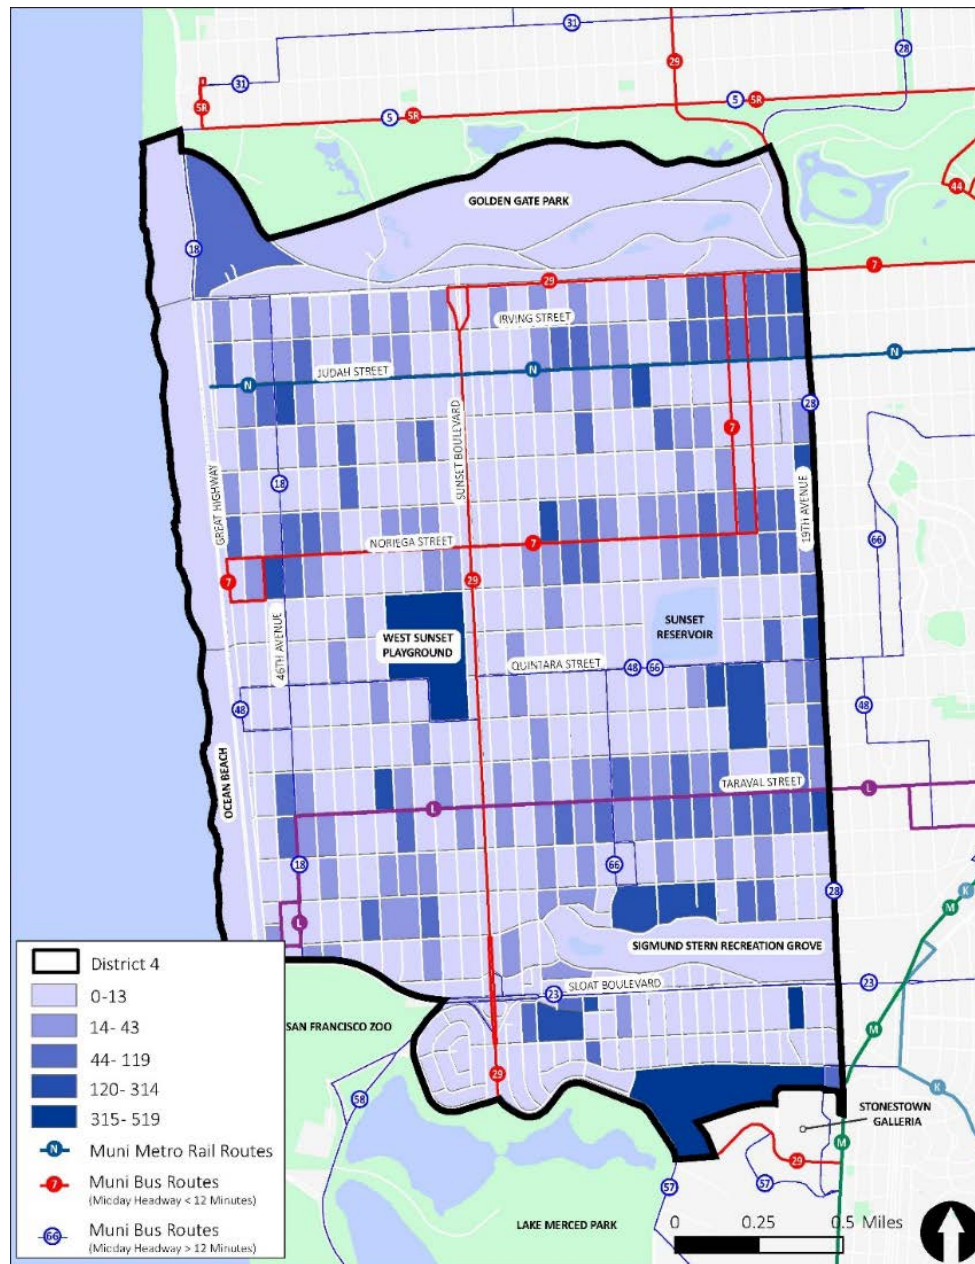 31
31
28
29
5R
5
5R
5
5R
44
GOLDEN GATE PARK
18
29
7
IRVING STREET
N
JUDAH STREET
N
N
28
SUNSET BOULEVARD
7
18
GREAT HIGHWAY
19TH AVENUE
66
NORIEGA STREET
7
7
29
46TH AVENUE
WEST SUNSET
PLAYGROUND
SUNSET
RESERVOIR
QUINTARA STREET
48
66
48
48
OCEAN BEACH
TARAVAL STREET
L
L
18
66
28
K
M
L
SIGMUND STERN RECREATION GROVE
SLOAT BOULEVARD
23
23
SAN FRANCISCO ZOO
M
29
K
58
STONESTOWN
GALLERIA
M
29
57
57
LAKE MERCED PARK
District 4
0-13
14- 43
44- 119
120- 314
315- 519
N Muni Metro Rail Routes
7 Muni Bus Routes
(Midday Headway < 12 Minutes)
66 Muni Bus Routes
(Midday Headway > 12 Minutes)
0 0.25 0.5 Miles